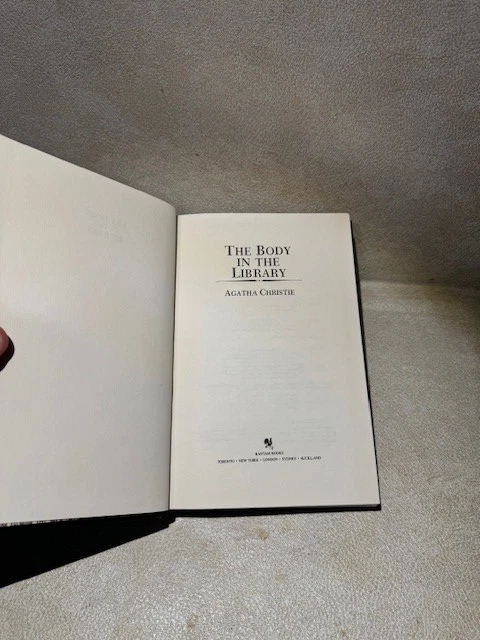 THE BODY
IN THE
LIBRARY
AGATHA CHRISTIE
BANTAM BOOKS
TORONTO • NEW YORK • LONDON • SYDNEY • AUCKLAND